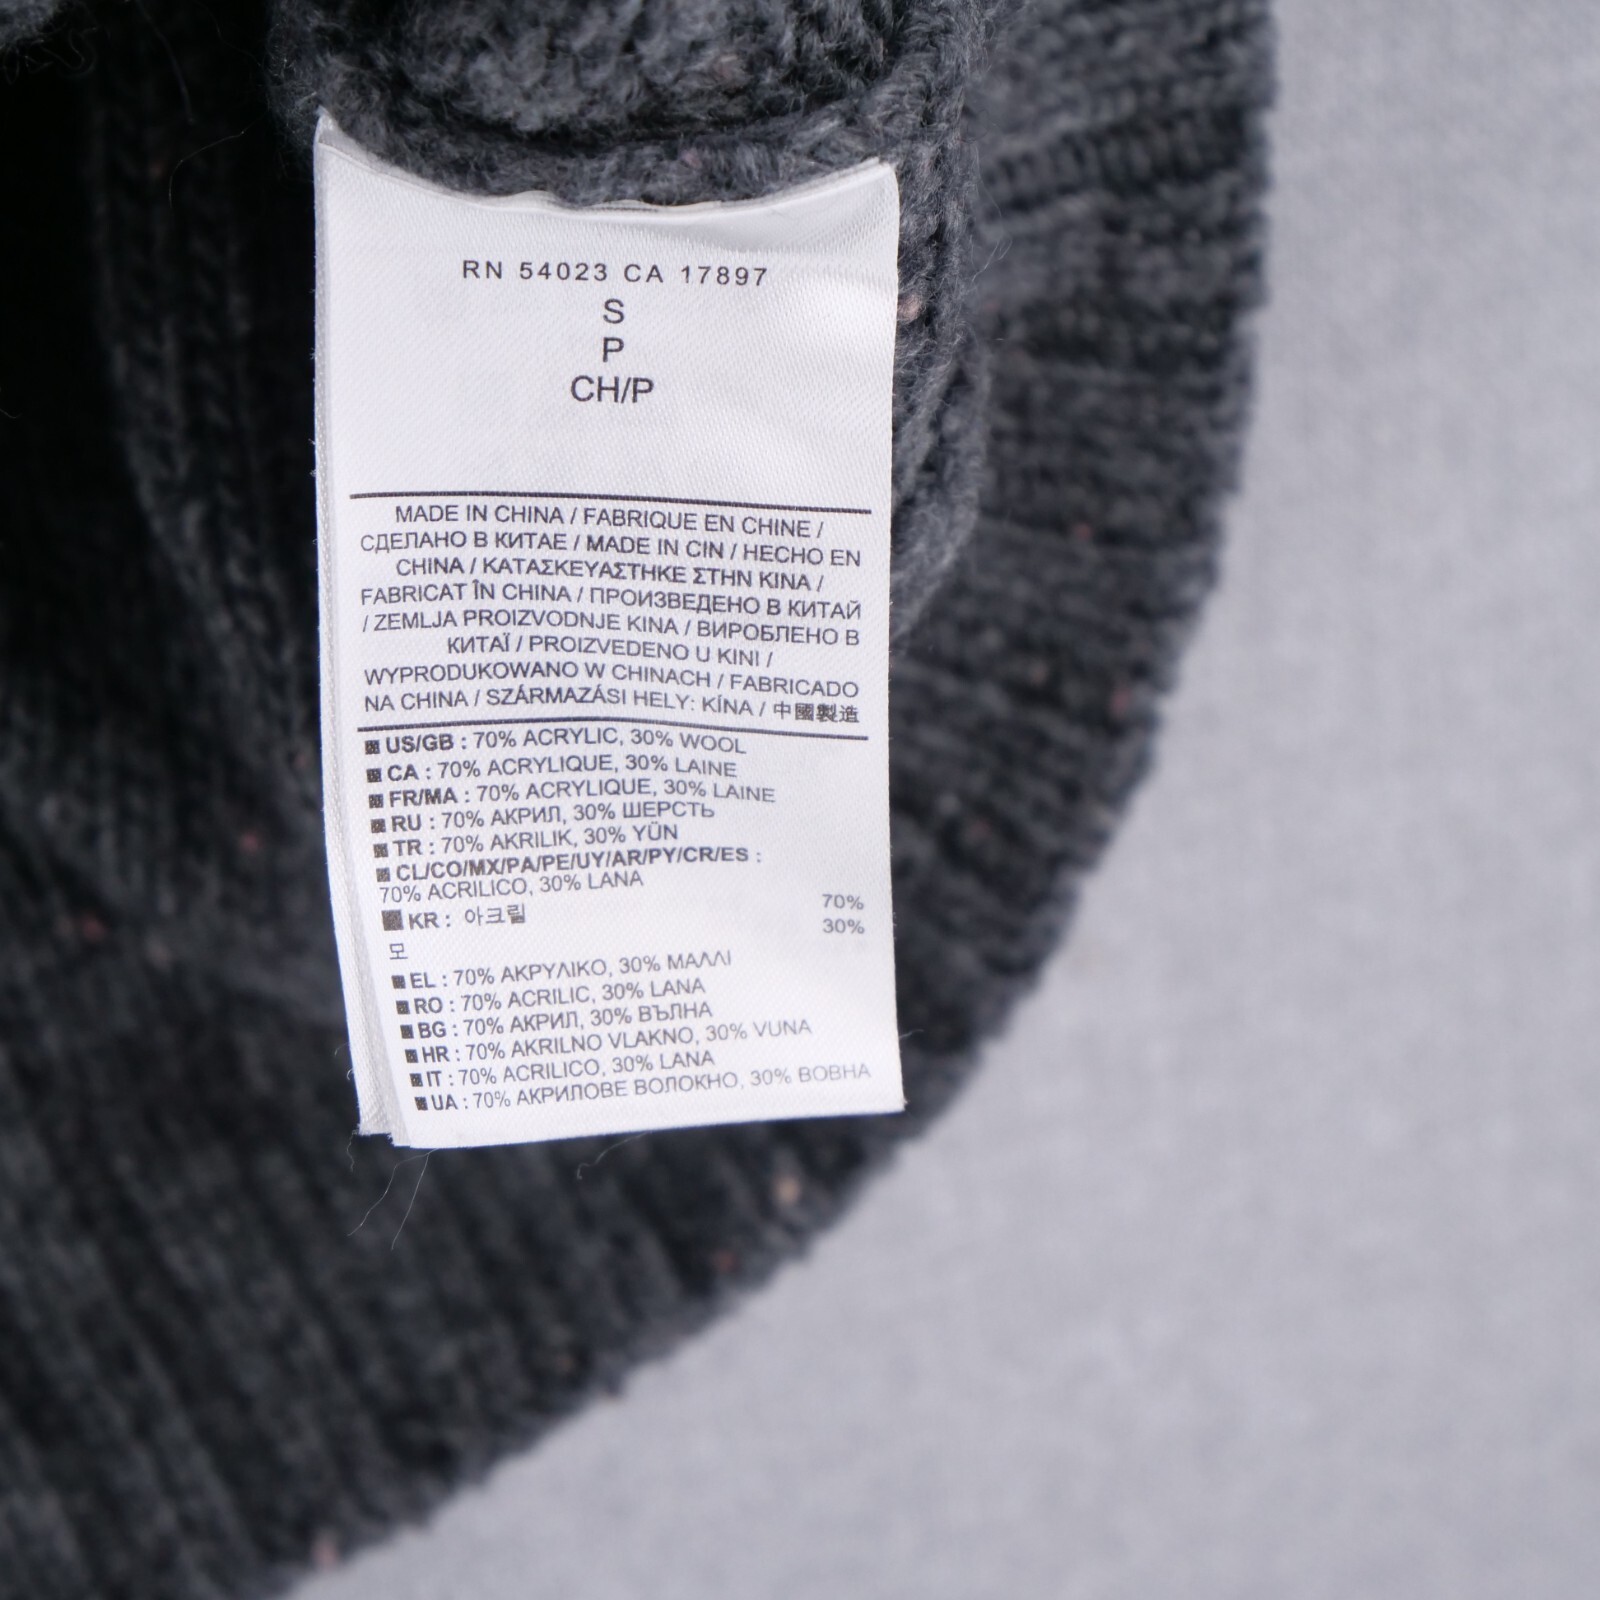 RN 54023 CA 17897
S
P
CH/P
MADE IN CHINA / FABRIQUE EN CHINE /
СДЕЛАНО В КИТАЕ / MADE IN CIN / HECHO EN
CHINA / ΚΑΤΑΣΚΕΥΑΣΤΗΚΕ ΣΤΗΝ ΚΙΝΑ /
FABRICAT ÎN CHINA / ПРОИЗВЕДЕНО В КИТАЙ
/ ZEMLJA PROIZVODNJE KINA / ВИРОБЛЕНО В
КИТАЇ / PROIZVEDENO U KINI /
WYPRODUKOWANO W CHINACH / FABRICADO
NA CHINA / SZÁRMAZÁSI HELY: KÍNA / 中國製造
US/GB : 70% ACRYLIC, 30% WOOL
CA : 70% ACRYLIQUE, 30% LAINE
FR/MA : 70% ACRYLIQUE, 30% LAINE
RU : 70% АКРИЛ, 30% ШЕРСТЬ
TR : 70% AKRILIK, 30% YÜN
CL/CO/MX/PA/PE/UY/AR/PY/CR/ES :
70% ACRILICO, 30% LANA
KR : 아크릴 70%
모 30%
EL : 70% ΑΚΡΥΛΙΚΟ, 30% ΜΑΛΛΙ
RO : 70% ACRILIC, 30% LANA
BG : 70% АКРИЛ, 30% ВЪЛНА
HR : 70% AKRILNO VLAKNO, 30% VUNA
IT : 70% ACRILICO, 30% LANA
UA : 70% АКРИЛОВЕ ВОЛОКНО, 30% ВОВНА